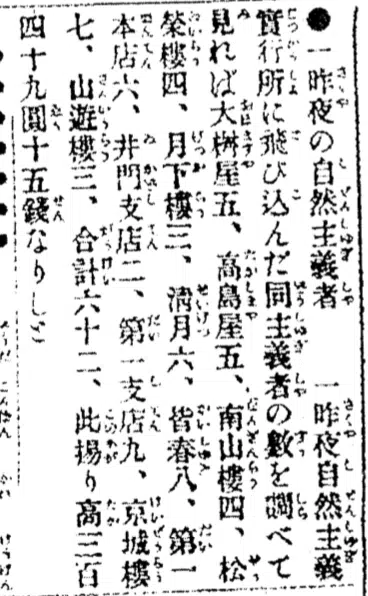 ●一昨夜の自然主義者　一昨夜自然主義
實行所に飛び込んだ同主義者の數を調べて
見れば大桝屋五、高島屋五、南山樓四、松
榮樓四、月下樓三、淸月六、皆春八、第一
本店六、井門支店二、第一支店九、京城樓
七、山遊樓三、合計六十二、此揚り高三百
四十九圓十五錢なりしと